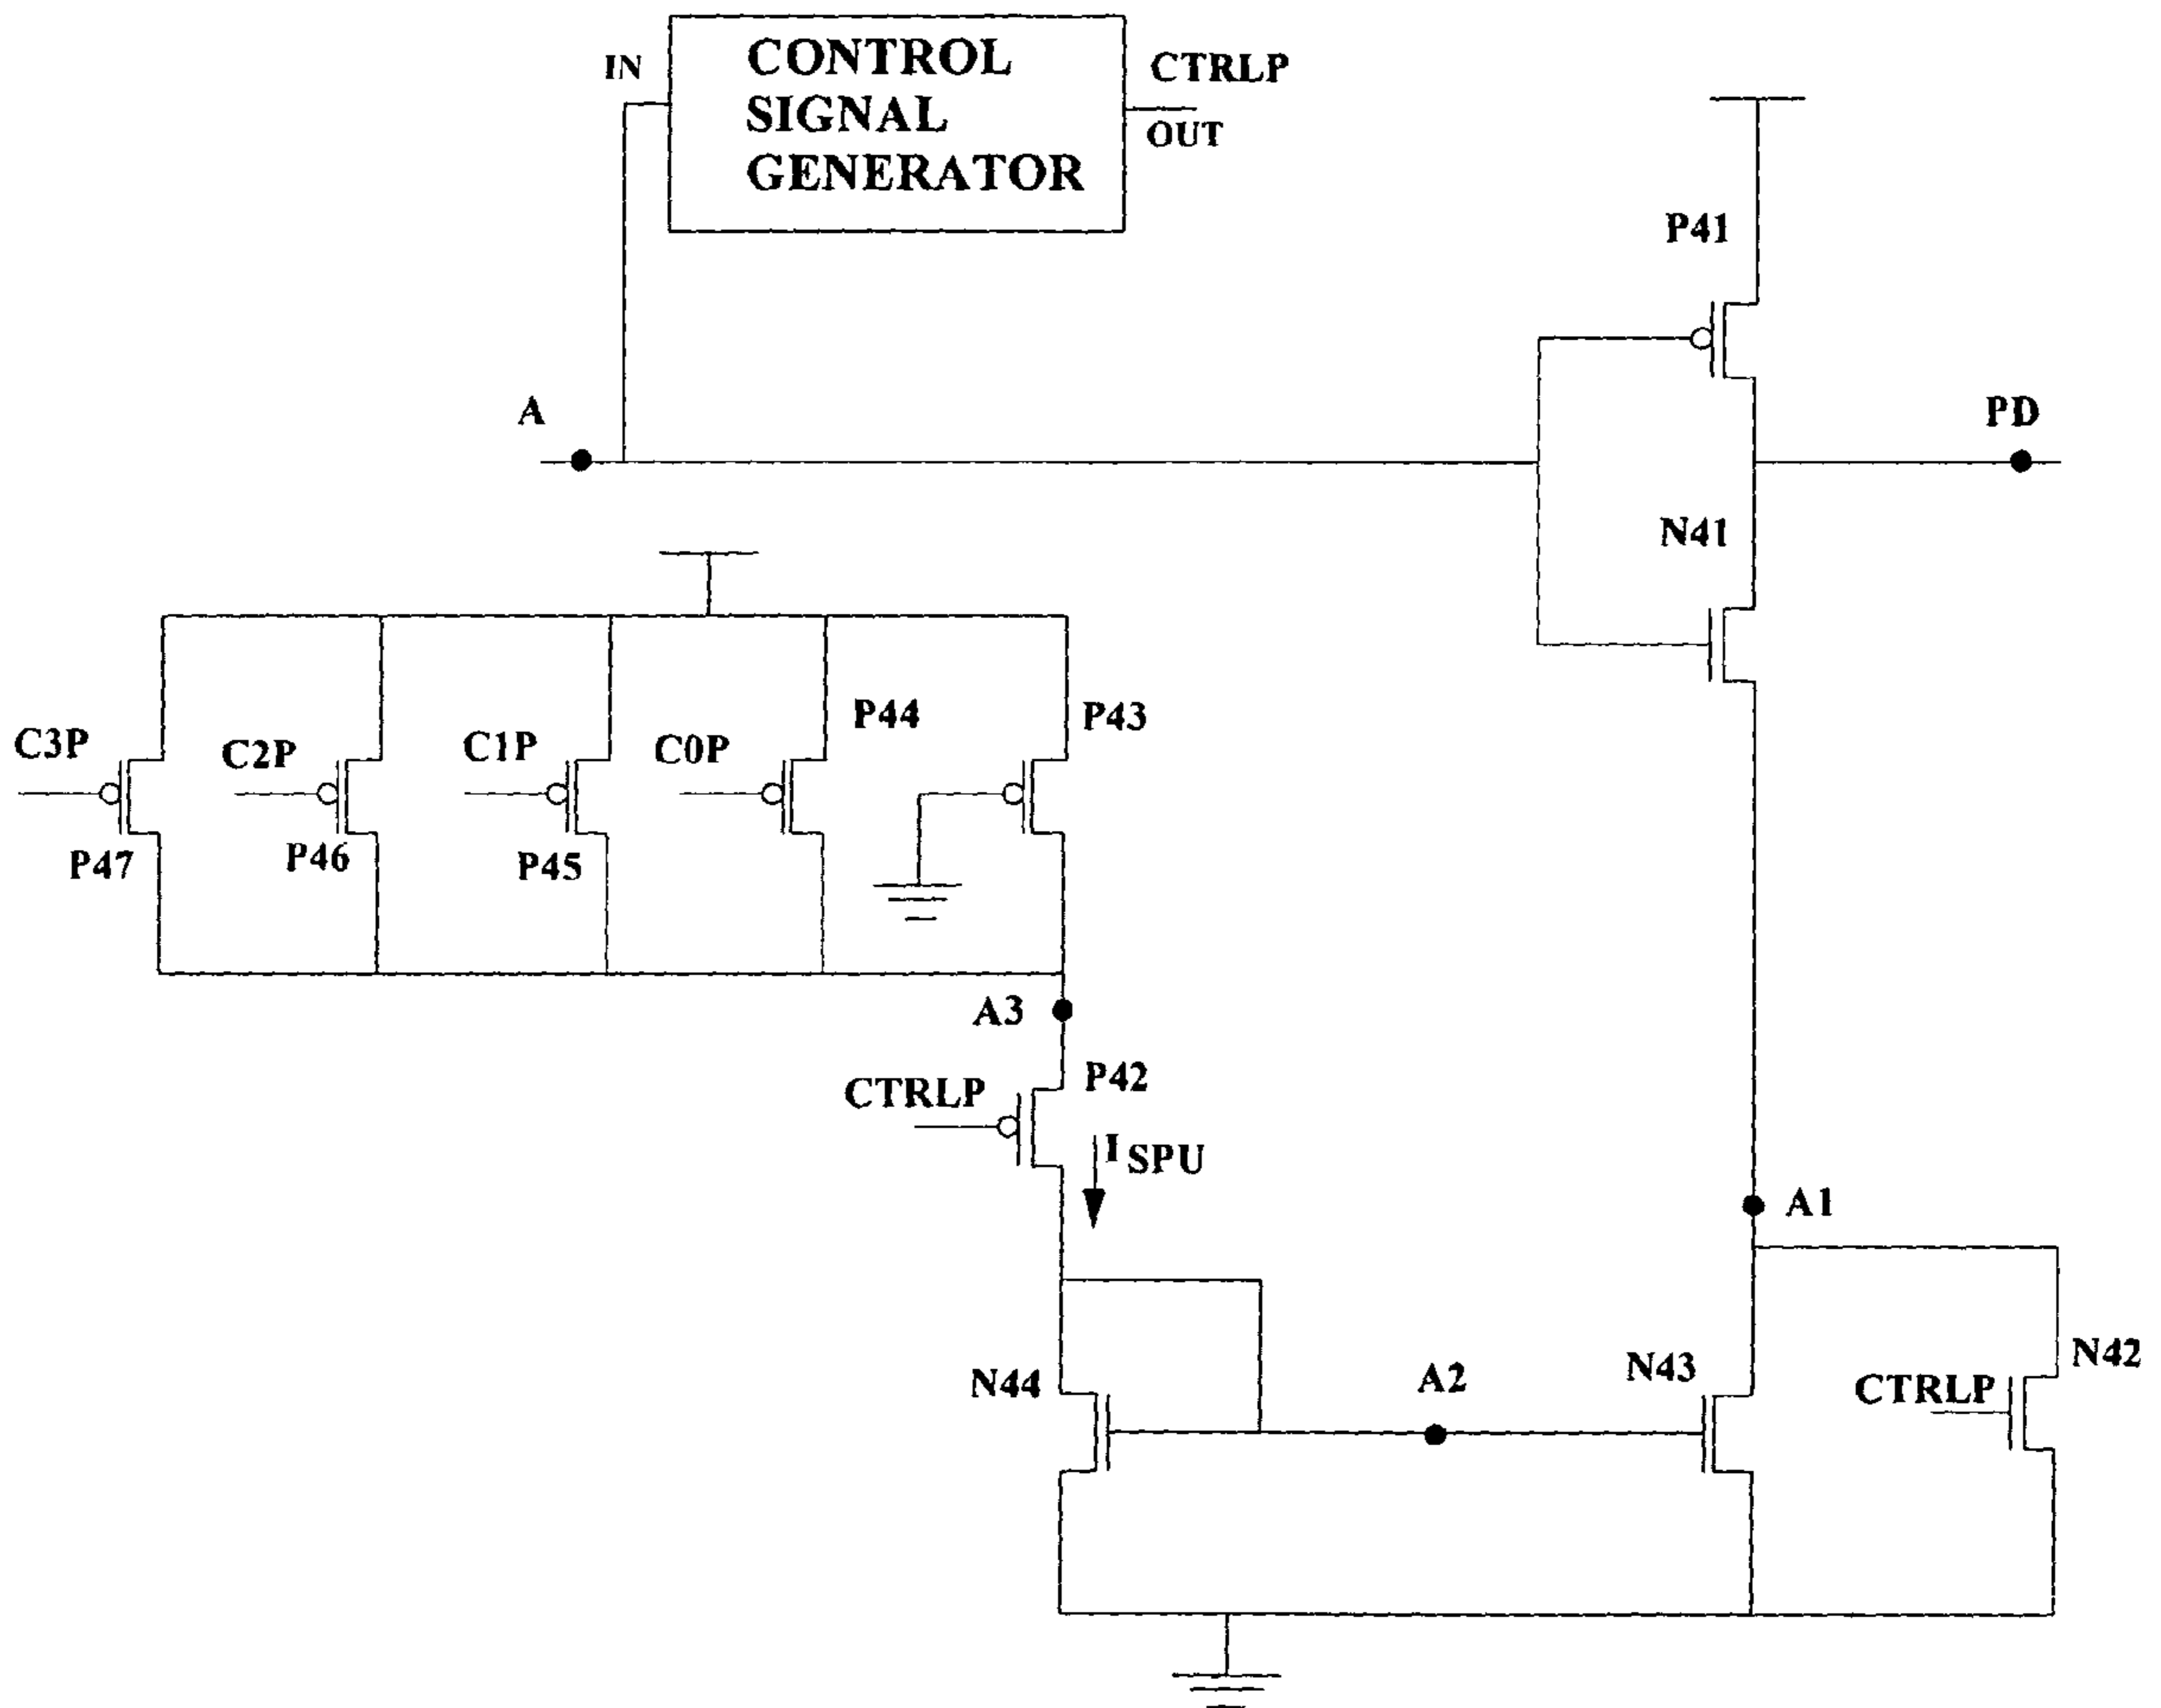 IN
CONTROL
SIGNAL
GENERATOR
CTRLP
OUT
P41
A
PD
N41
P44
P43
C3P
C2P
C1P
C0P
P47
P46
P45
A3
P42
CTRLP
I SPU
A1
N44
A2
N43
N42
CTRLP